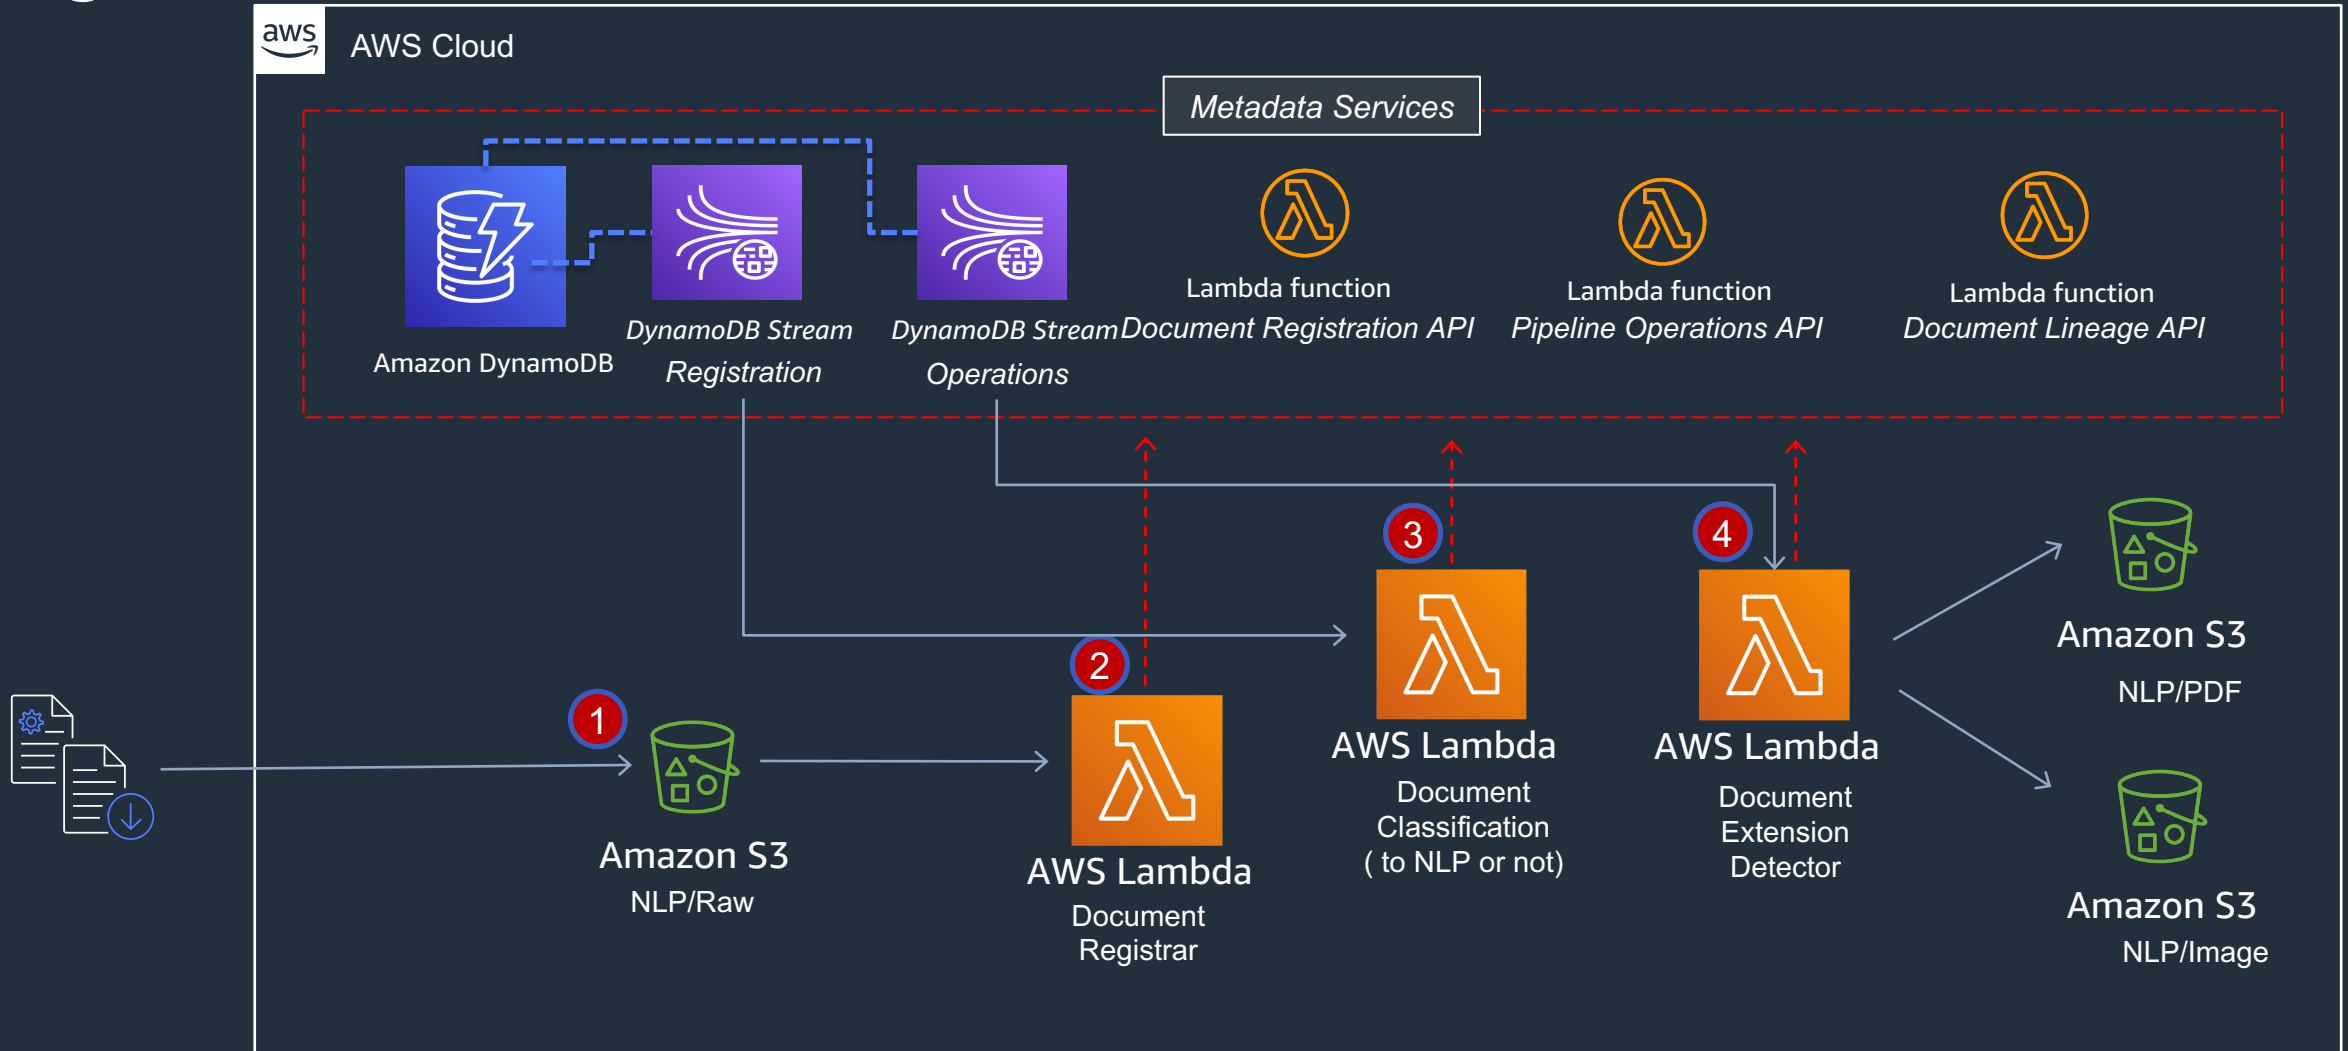 aws
AWS Cloud
Metadata Services
Amazon DynamoDB
DynamoDB Stream
Registration
DynamoDB Stream
Operations
Lambda function
Document Registration API
Lambda function
Pipeline Operations API
Lambda function
Document Lineage API
1
Amazon S3
NLP/Raw
2
AWS Lambda
Document
Registrar
3
AWS Lambda
Document
Classification
( to NLP or not)
4
AWS Lambda
Document
Extension
Detector
Amazon S3
NLP/PDF
Amazon S3
NLP/Image